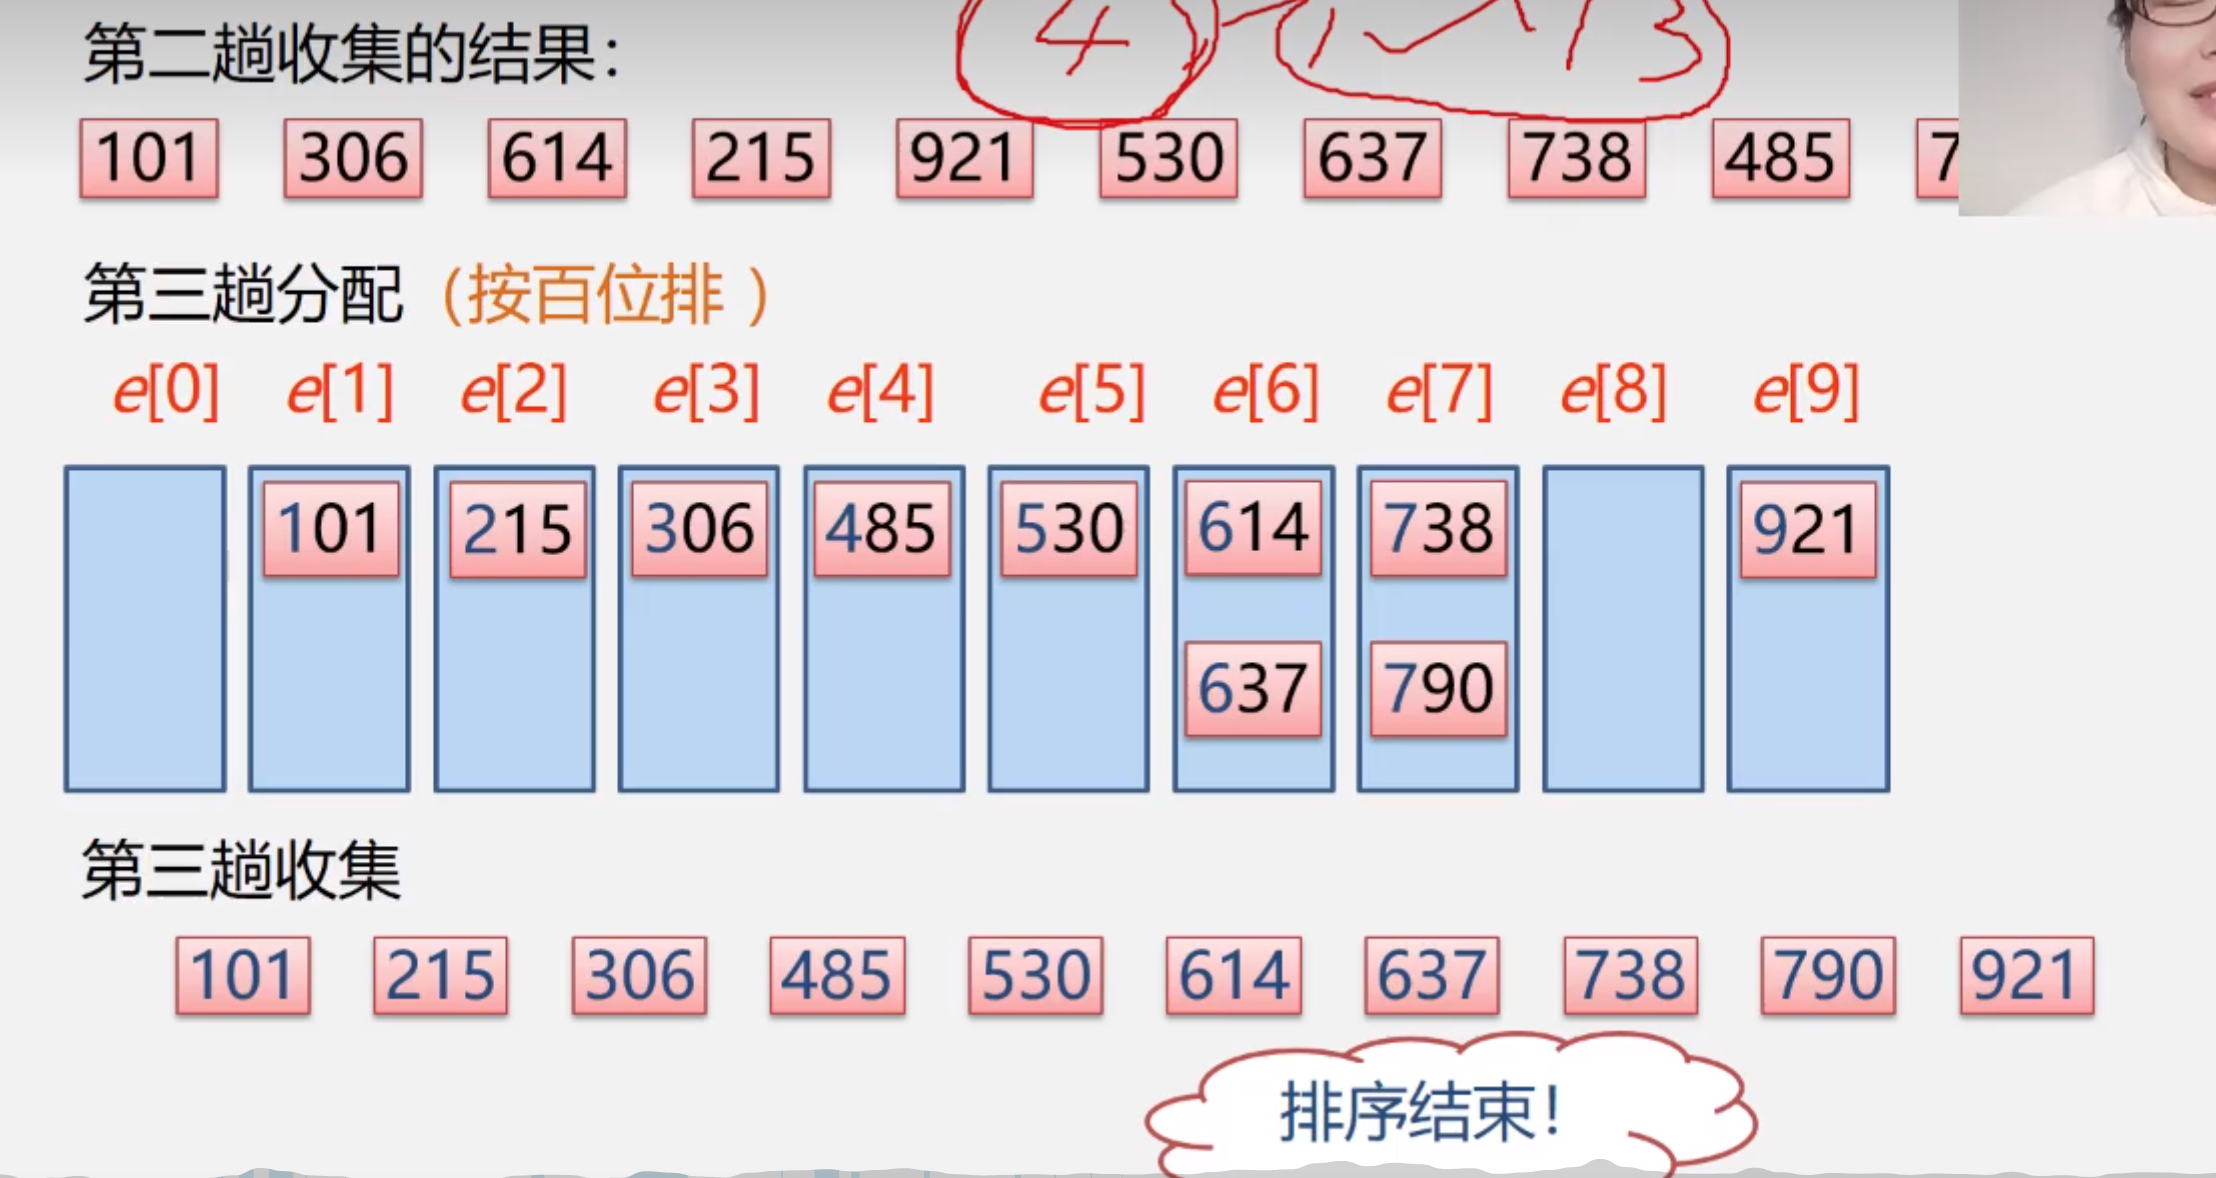 4 1 13
第二趟收集的结果：
101 306 614 215 921 530 637 738 485 7
第三趟分配（按百位排 ）
e[0] e[1] e[2] e[3] e[4] e[5] e[6] e[7] e[8] e[9]
101 215 306 485 530 614 738 921
637 790
第三趟收集
101 215 306 485 530 614 637 738 790 921
排序结束！